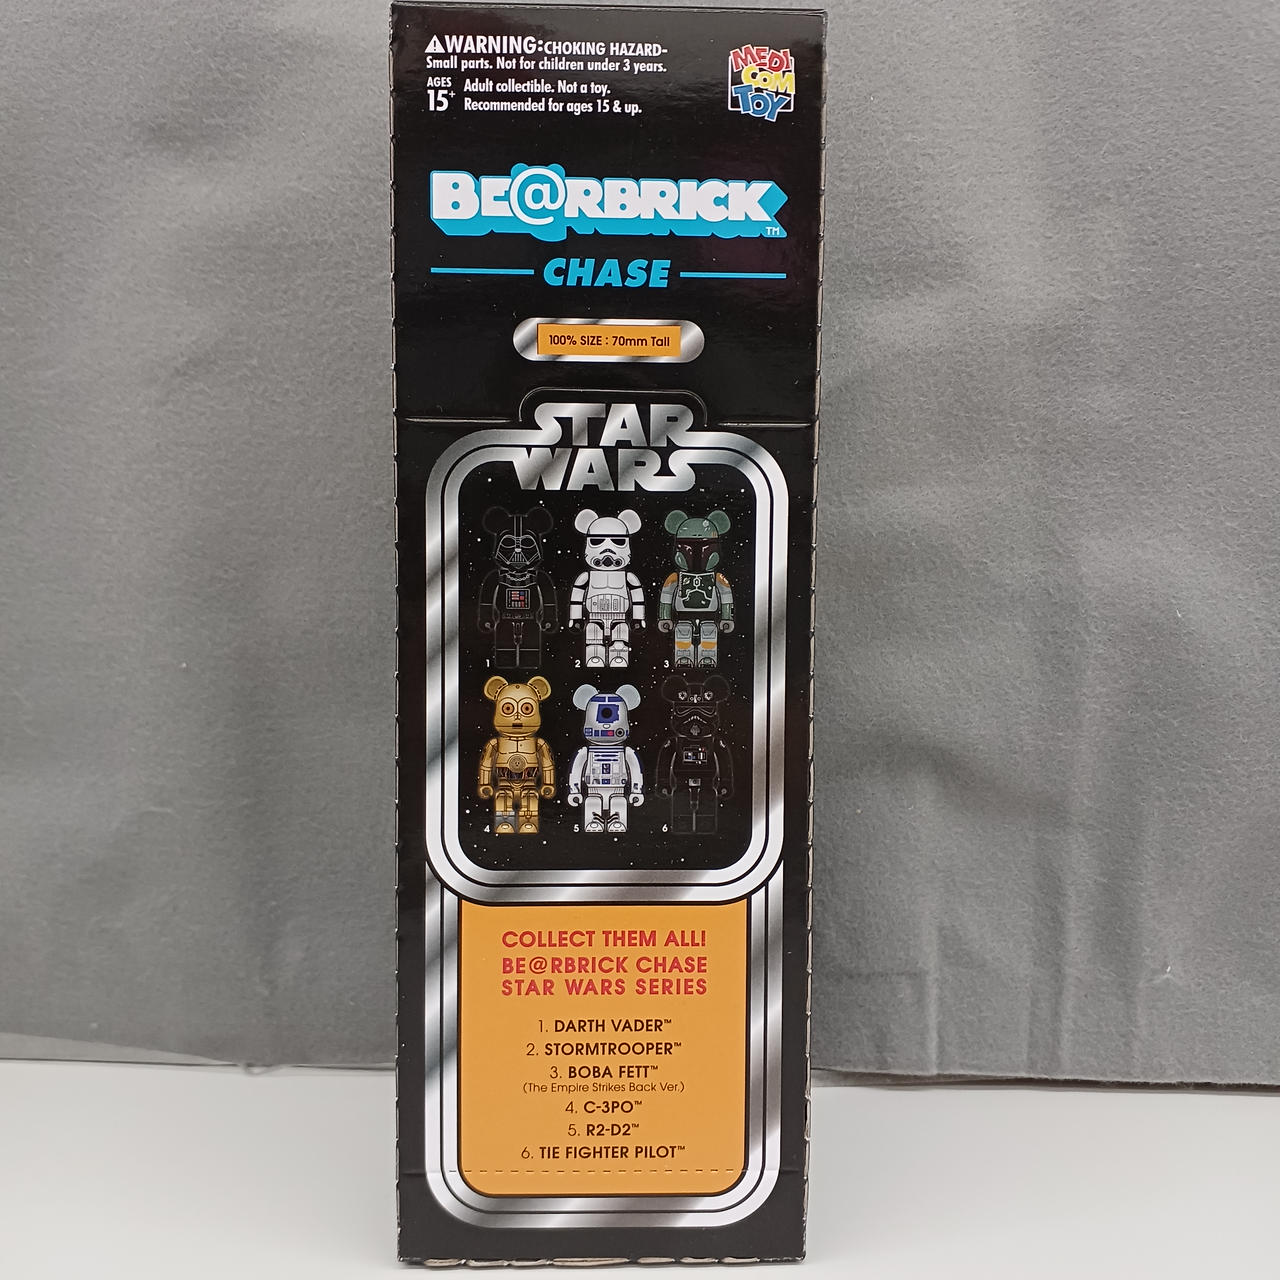 ⚠WARNING:CHOKING HAZARD-
Small parts. Not for children under 3 years.
AGES 15+
Adult collectible. Not a toy.
Recommended for ages 15 & up.
MEDI
COM
TOY
BE@RBRICK™
CHASE
100% SIZE : 70mm Tall
STAR
WARS
1
2
3
4
5
6
COLLECT THEM ALL!
BE@RBRICK CHASE
STAR WARS SERIES
1. DARTH VADER™
2. STORMTROOPER™
3. BOBA FETT™
(The Empire Strikes Back Ver.)
4. C-3PO™
5. R2-D2™
6. TIE FIGHTER PILOT™